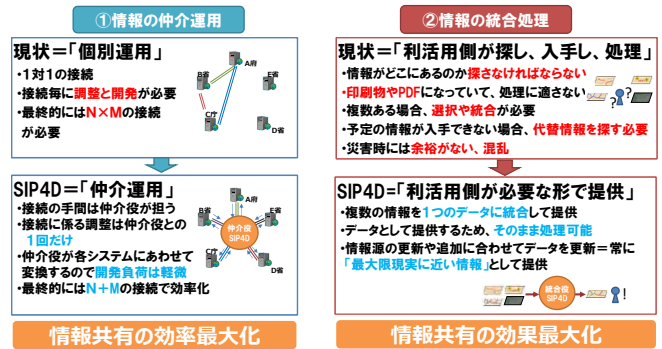 ①情報の仲介運用
現状＝「個別運用」
・1対1の接続
・接続毎に調整と開発が必要
・最終的にはN×Mの接続
が必要
A府
B省
E省
C庁
D省
SIP4D＝「仲介運用」
・接続の手間は仲介役が担う
・接続に係る調整は仲介役との
1回だけ
・仲介役が各システムにあわせて
変換するので開発負荷は軽微
・最終的にはN＋Mの接続で効率化
A府
B省
E省
仲介役
SIP4D
C庁
D省
情報共有の効率最大化
②情報の統合処理
現状＝「利活用側が探し、入手し、処理」
・情報がどこにあるのか探さなければならない
・印刷物やPDFになっていて、処理に適さない
・複数ある場合、選択や統合が必要
・予定の情報が入手できない場合、代替情報を探す必要
・災害時には余裕がない、混乱
? ?
SIP4D＝「利活用側が必要な形で提供」
・複数の情報を1つのデータに統合して提供
・データとして提供するため、そのまま処理可能
・情報源の更新や追加に合わせてデータを更新＝常に
「最大限現実に近い情報」として提供
統合役
SIP4D
!
情報共有の効果最大化